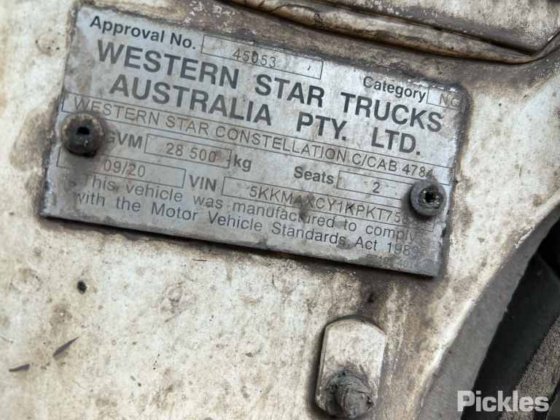 Approval No. 45053 Category NC
WESTERN STAR TRUCKS
AUSTRALIA PTY. LTD.
WESTERN STAR CONSTELLATION C/CAB 4784
GVM 28 500 kg Seats 2
09/20 VIN
This vehicle was manufactured to comply
with the Motor Vehicle Standards Act 1989
Pickles